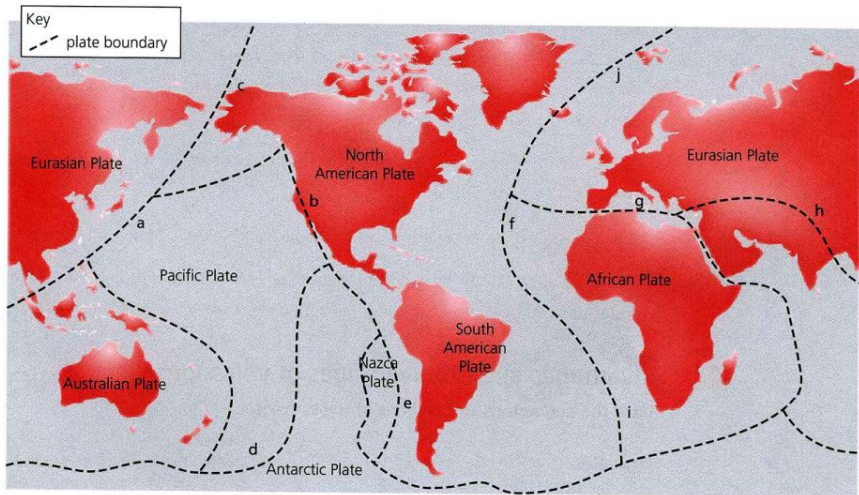 Key
plate boundary
j
c
Eurasian Plate
North
American Plate
Eurasian Plate
b
g
h
a
f
Pacific Plate
African Plate
South
American
Plate
Nazca
Plate
Australian Plate
e
i
d
Antarctic Plate